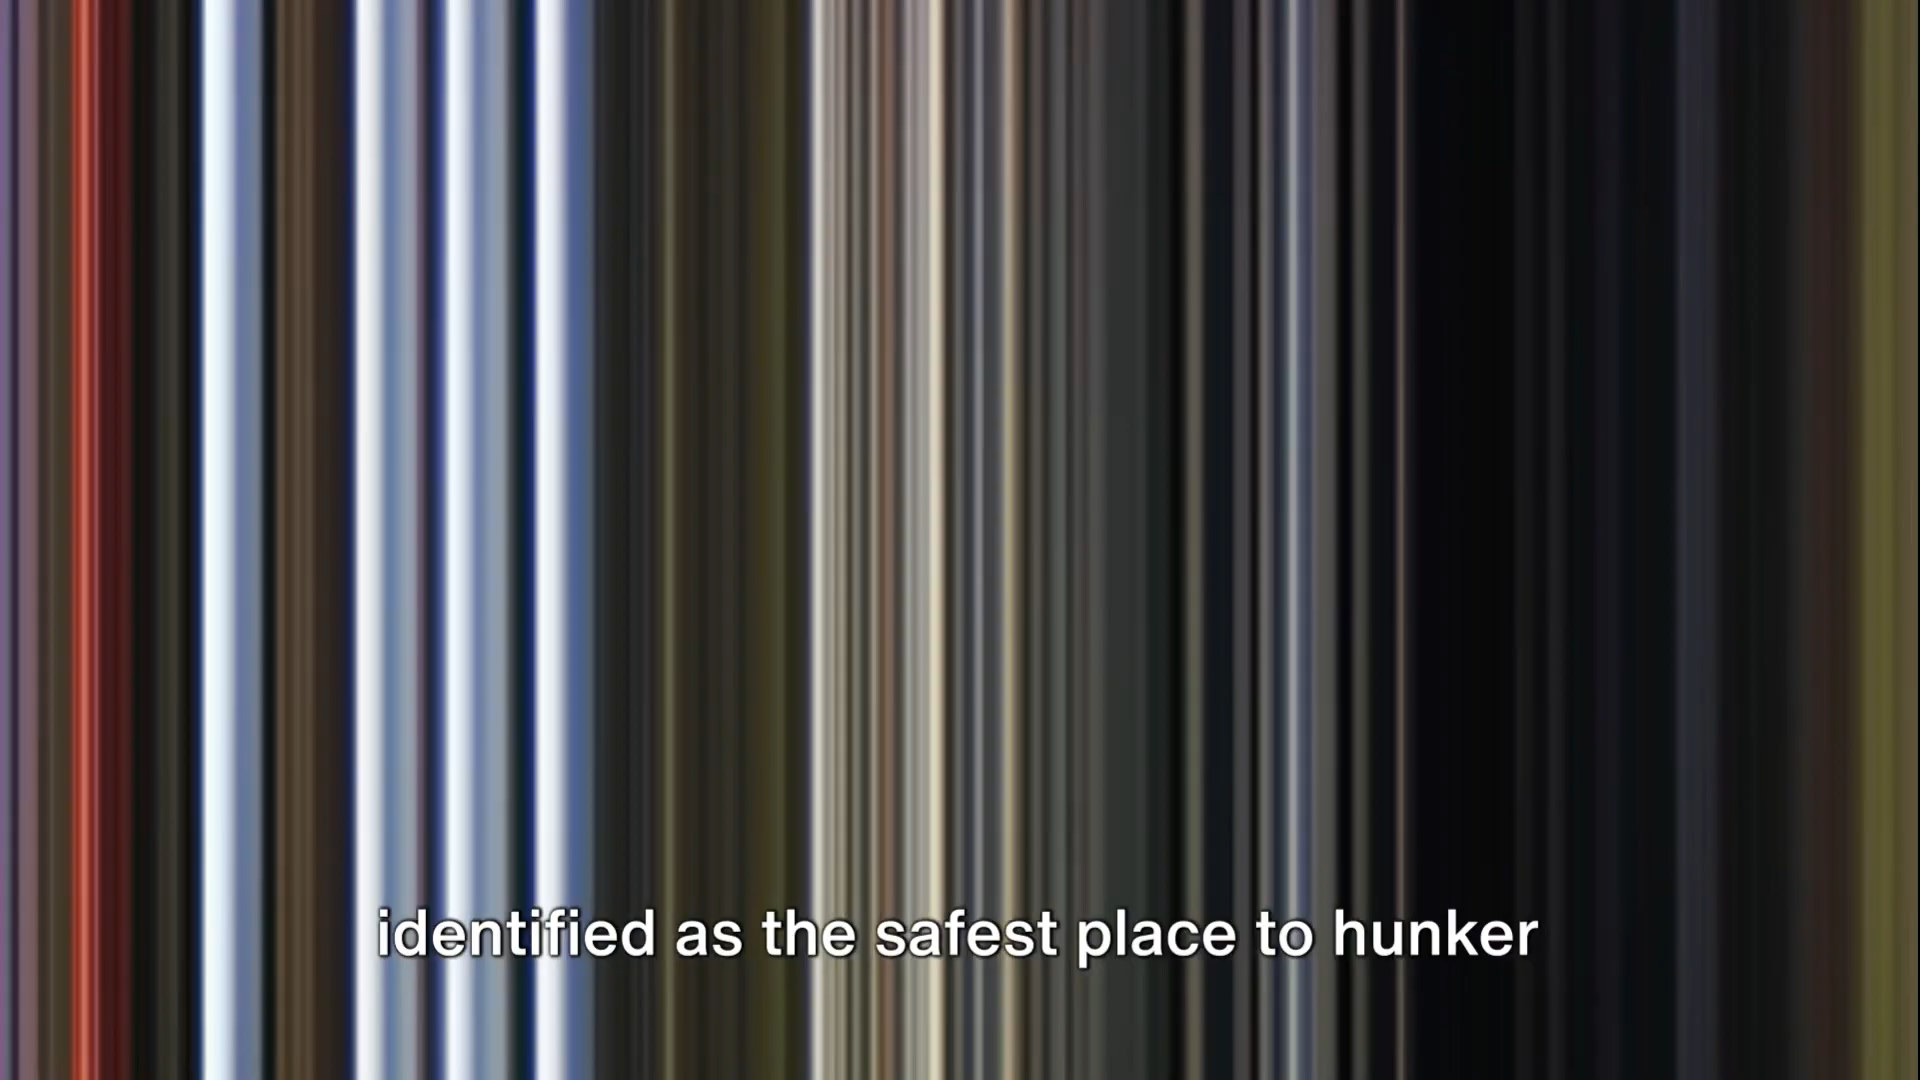 identified as the safest place to hunker